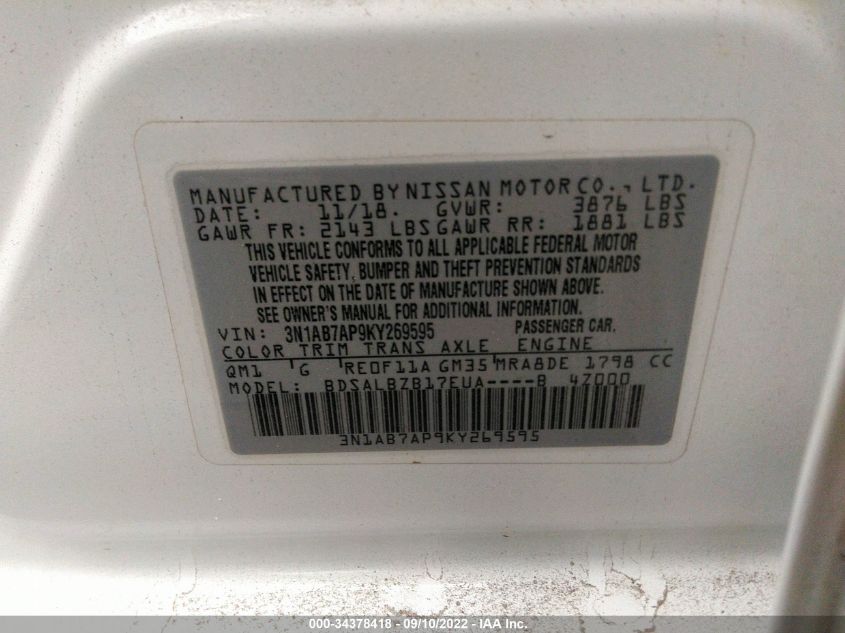 MANUFACTURED BY NISSAN MOTOR CO., LTD.
DATE: 11/18. GVWR: 3876 LBS
GAWR FR: 2143 LBS GAWR RR: 1881 LBS
THIS VEHICLE CONFORMS TO ALL APPLICABLE FEDERAL MOTOR
VEHICLE SAFETY, BUMPER AND THEFT PREVENTION STANDARDS
IN EFFECT ON THE DATE OF MANUFACTURE SHOWN ABOVE.
SEE OWNER'S MANUAL FOR ADDITIONAL INFORMATION.
VIN: 3N1AB7AP9KY269595 PASSENGER CAR.
COLOR TRIM TRANS AXLE ENGINE
QM1 G RE0F11A GM35 MRA8DE 1798 CC
MODEL: BDSALBZB17EUA----B 4Z000
3N1AB7AP9KY269595
000-34378418 - 09/10/2022 - IAA Inc.